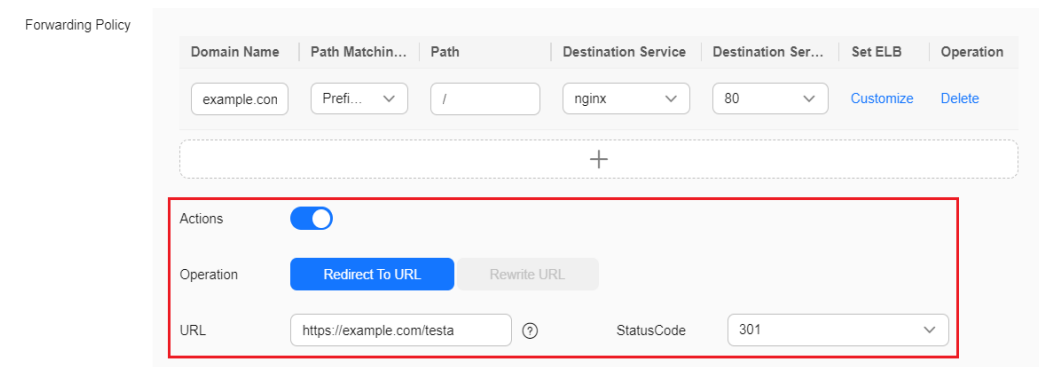 Forwarding Policy
Domain Name Path Matchin... Path Destination Service Destination Ser... Set ELB Operation
example.con Prefi... / nginx 80 Customize Delete
Actions
Operation Redirect To URL Rewrite URL
URL https://example.com/testa StatusCode 301